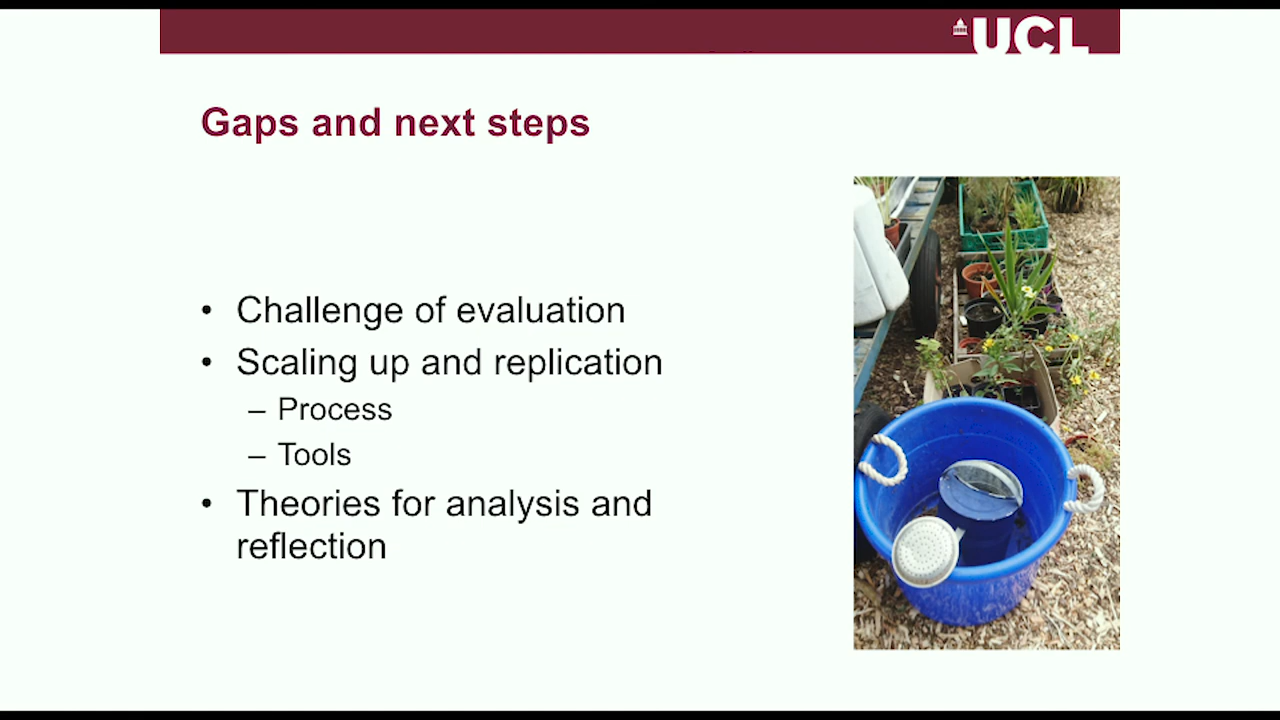 UCL
Gaps and next steps
• Challenge of evaluation
• Scaling up and replication
– Process
– Tools
• Theories for analysis and
reflection